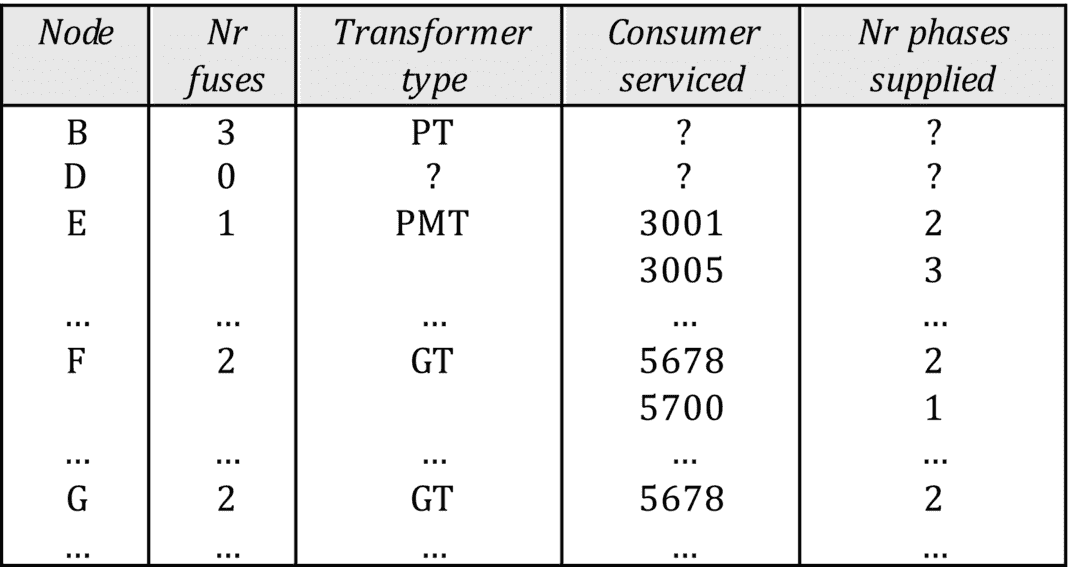 Node Nr fuses Transformer type Consumer serviced Nr phases supplied
B 3 PT ? ?
D 0 ? ? ?
E 1 PMT 3001 2
3005 3
... ... ... ... ...
F 2 GT 5678 2
5700 1
... ... ... ... ...
G 2 GT 5678 2
... ... ... ... ...